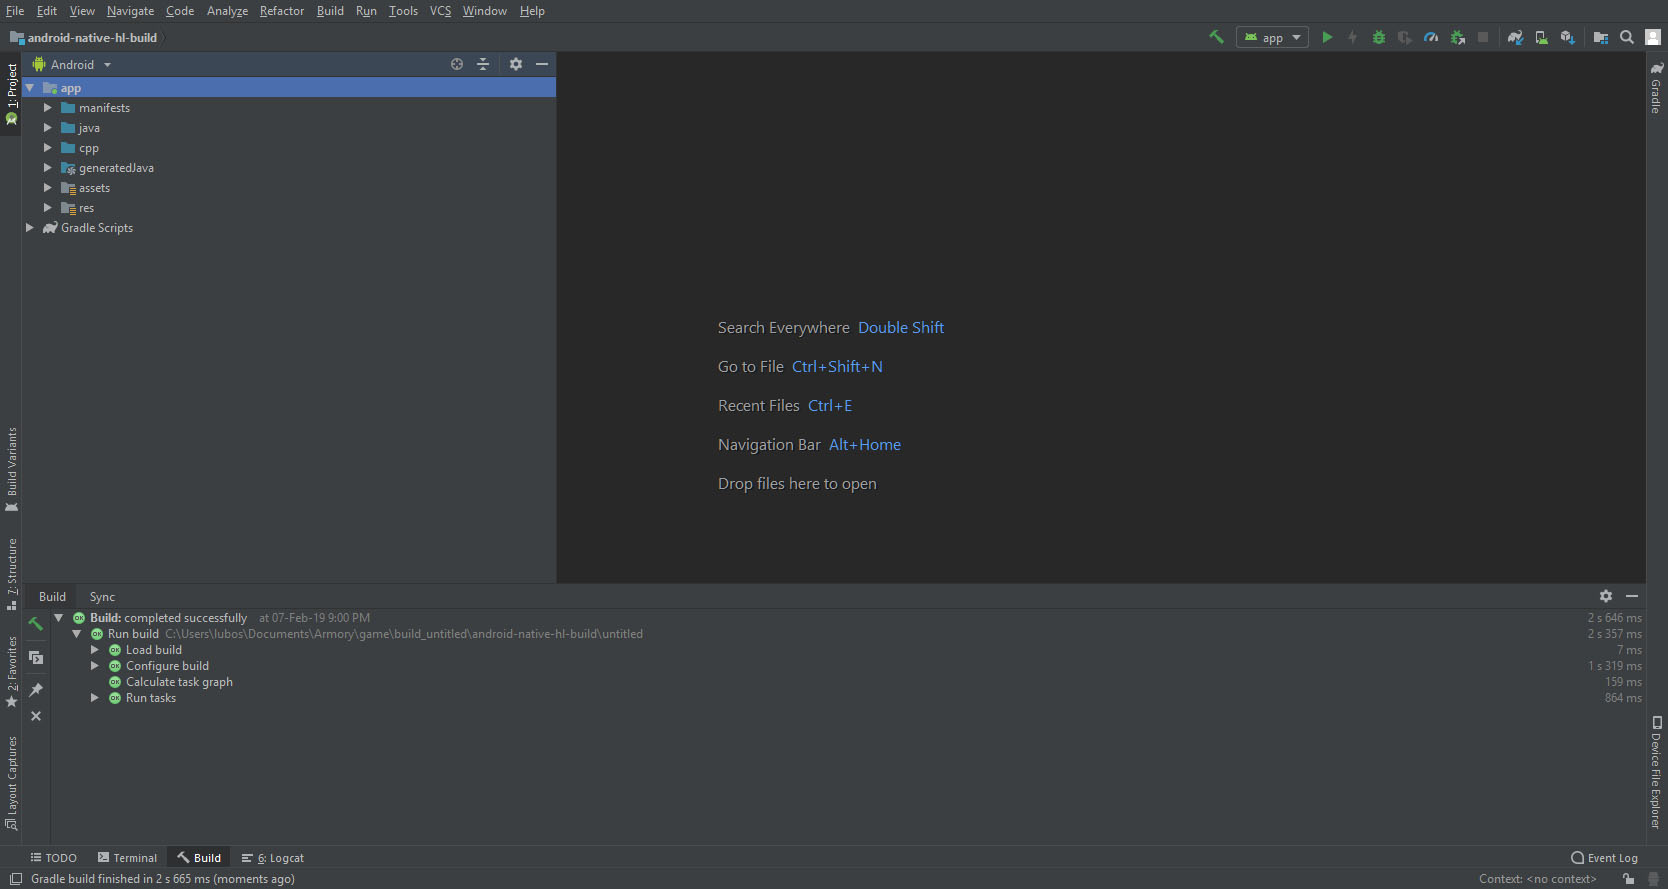 File Edit View Navigate Code Analyze Refactor Build Run Tools VCS Window Help
android-native-hl-build
app
1: Project
Android
Gradle
app
manifests
java
cpp
generatedJava
assets
res
Gradle Scripts
Search Everywhere Double Shift
Go to File Ctrl+Shift+N
Recent Files Ctrl+E
Navigation Bar Alt+Home
Drop files here to open
Build Variants
7: Structure
2: Favorites
Layout Captures
Build Sync
Build: completed successfully at 07-Feb-19 9:00 PM 2 s 646 ms
Run build C:\Users\lubos\Documents\Armory\game\build_untitled\android-native-hl-build\untitled 2 s 357 ms
Load build 7 ms
Configure build 1 s 319 ms
Calculate task graph 159 ms
Run tasks 864 ms
Device File Explorer
TODO Terminal Build 6: Logcat Event Log
Gradle build finished in 2 s 665 ms (moments ago) Context: <no context>